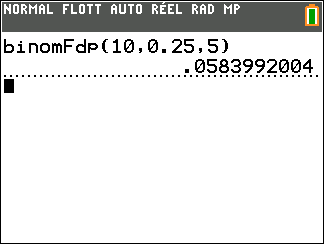 NORMAL FLOTT AUTO RÉEL RAD MP
binomFdp(10,0.25,5)
.0583992004